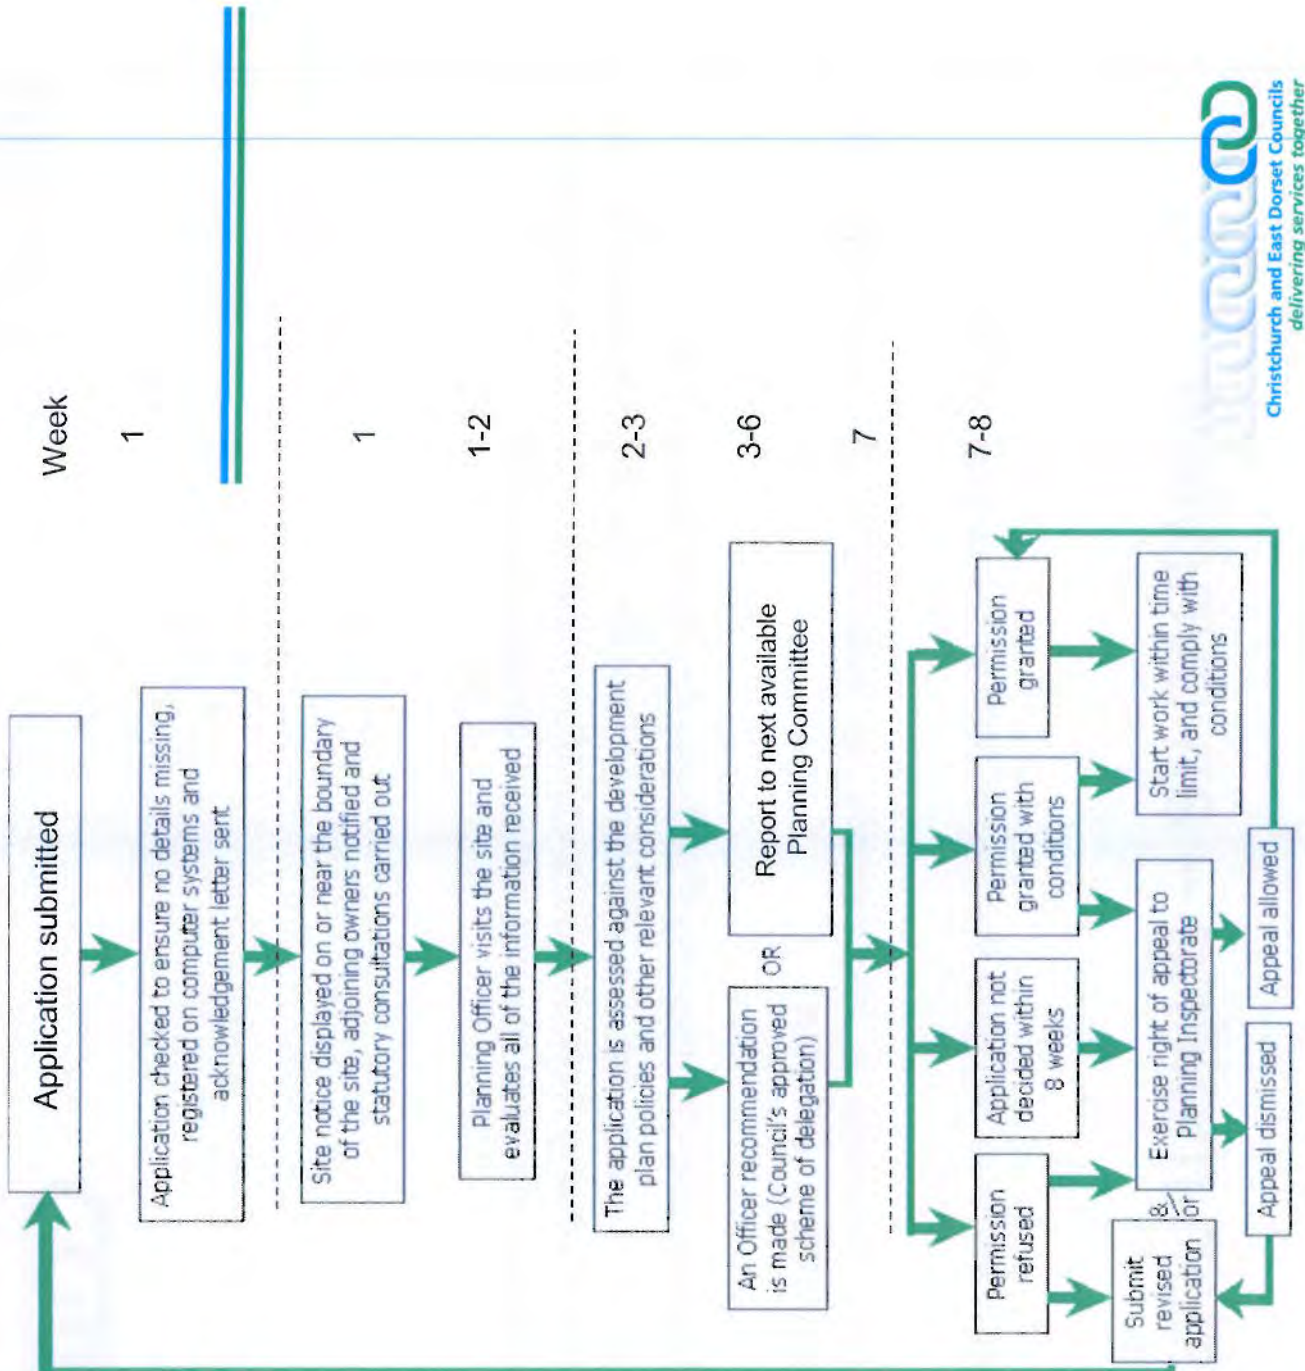 Week
Application submitted
1
Application checked to ensure no details missing,
registered on computer systems and
acknowledgement letter sent
1
Site notice displayed on or near the boundary
of the site, adjoining owners notified and
statutory consultations carried out
1-2
Planning Officer visits the site and
evaluates all of the information received
2-3
The application is assessed against the development
plan policies and other relevant considerations
3-6
An Officer recommendation
is made (Council's approved
scheme of delegation)
OR
Report to next available
Planning Committee
7
7-8
Permission
refused
Application not
decided within
8 weeks
Permission
granted with
conditions
Permission
granted
Submit
revised
application
&
or
Exercise right of appeal to
Planning Inspectorate
Start work within time
limit, and comply with
conditions
Appeal dismissed
Appeal allowed
Christchurch and East Dorset Councils
delivering services together